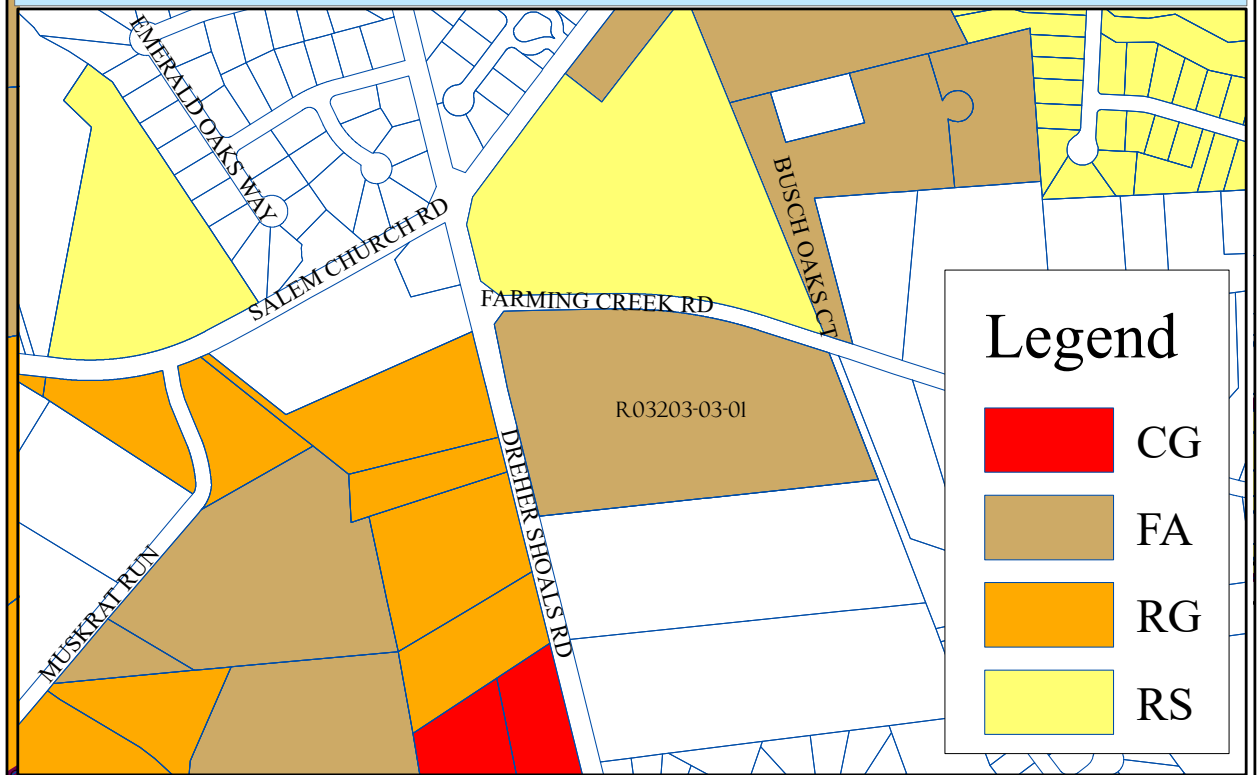 EMERALD OAKS WAY
SALEM CHURCH RD
BUSCH OAKS CT
FARMING CREEK RD
R03203-03-01
DREHER SHOALS RD
MUSKRAT RUN
Legend
CG
FA
RG
RS